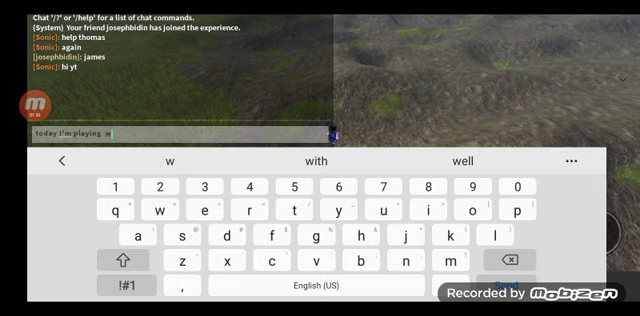 Chat '/?' or '/help' for a list of chat commands.
{System} Your friend josephbidin has joined the experience.
[Sonic]: help thomas
[Sonic]: again
[josephbidin]: james
[Sonic]: hi yt
01:23
today I'm playing w
w with well
1 2 3 4 5 6 7 8 9 0
q w e r t y u i o p
a s d f g h j k l
z x c v b n m
!#1 , English (US) Send
Recorded by MOBIZEN